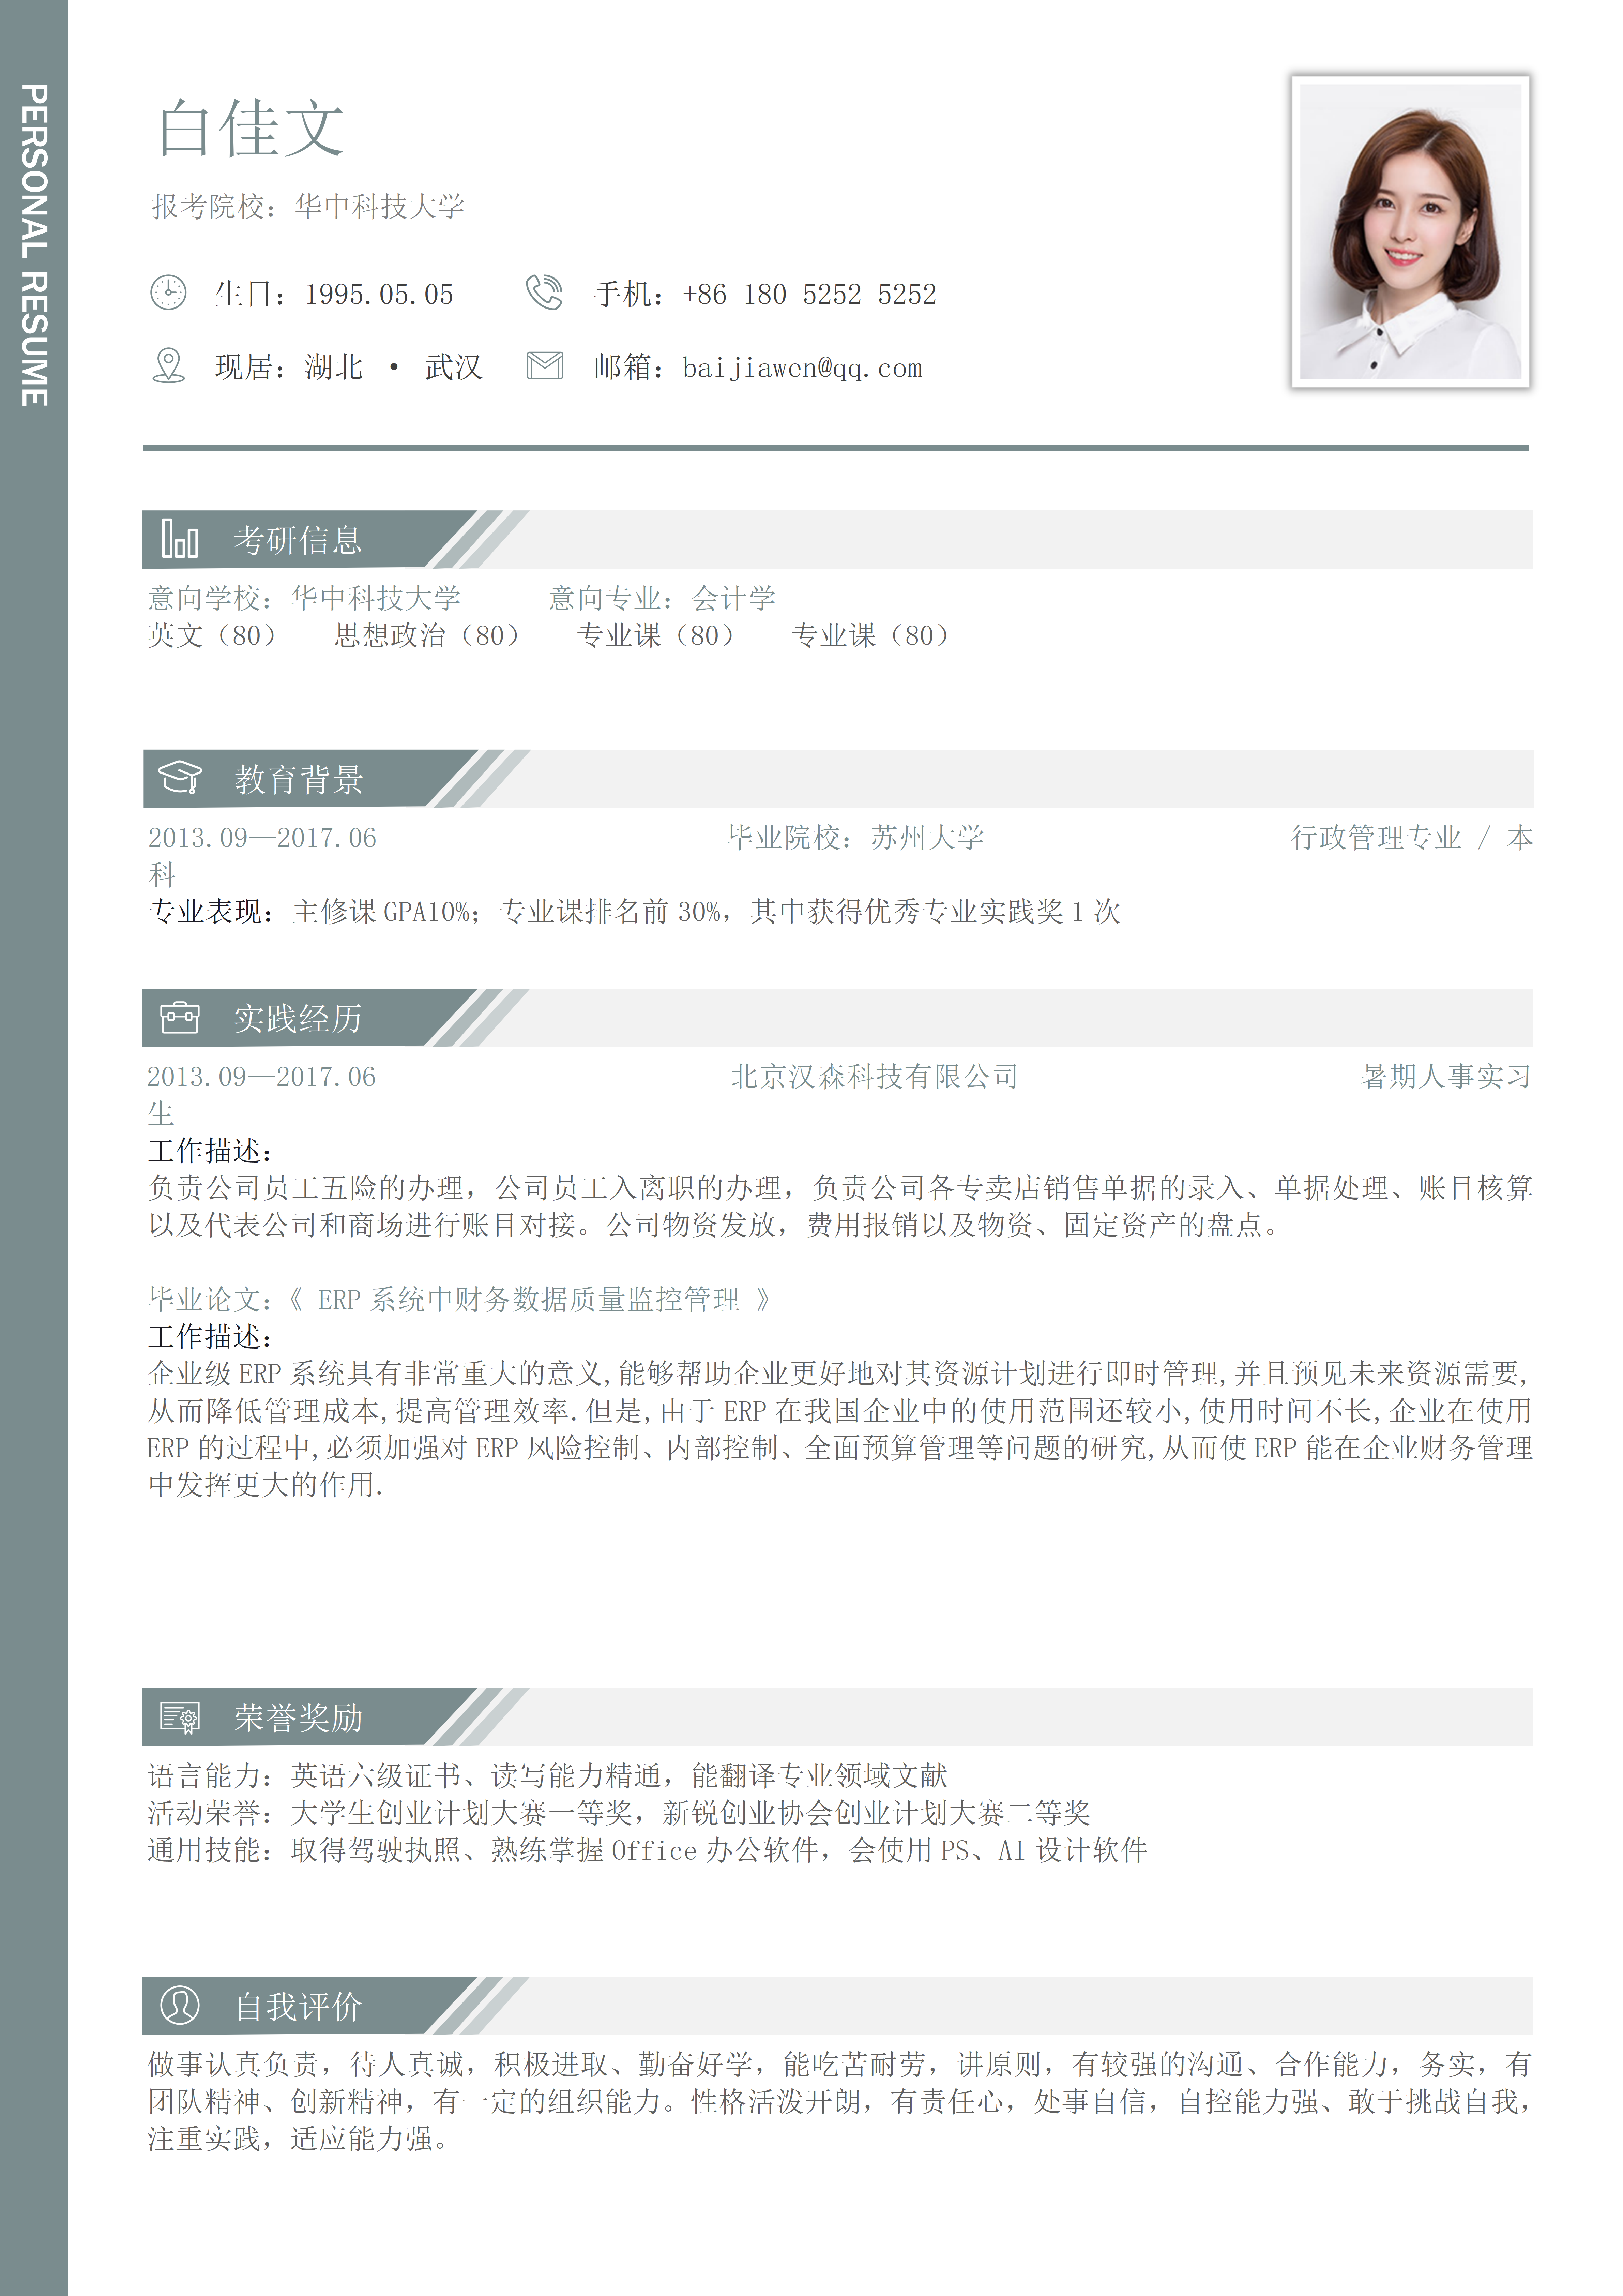 PERSONAL RESUME
白佳文
报考院校：华中科技大学
生日：1995.05.05 手机：+86 180 5252 5252
现居：湖北 · 武汉 邮箱：baijiawen@qq.com
考研信息
意向学校：华中科技大学 意向专业：会计学
英文（80） 思想政治（80） 专业课（80） 专业课（80）
教育背景
2013.09—2017.06 毕业院校：苏州大学 行政管理专业 / 本
科
专业表现：主修课 GPA10%；专业课排名前 30%，其中获得优秀专业实践奖 1 次
实践经历
2013.09—2017.06 北京汉森科技有限公司 暑期人事实习
生
工作描述：
负责公司员工五险的办理，公司员工入离职的办理，负责公司各专卖店销售单据的录入、单据处理、账目核算
以及代表公司和商场进行账目对接。公司物资发放，费用报销以及物资、固定资产的盘点。
毕业论文：《 ERP 系统中财务数据质量监控管理 》
工作描述：
企业级 ERP 系统具有非常重大的意义,能够帮助企业更好地对其资源计划进行即时管理,并且预见未来资源需要,
从而降低管理成本,提高管理效率.但是,由于 ERP 在我国企业中的使用范围还较小,使用时间不长,企业在使用
ERP 的过程中,必须加强对 ERP 风险控制、内部控制、全面预算管理等问题的研究,从而使 ERP 能在企业财务管理
中发挥更大的作用.
荣誉奖励
语言能力：英语六级证书、读写能力精通，能翻译专业领域文献
活动荣誉：大学生创业计划大赛一等奖，新锐创业协会创业计划大赛二等奖
通用技能：取得驾驶执照、熟练掌握 Office 办公软件，会使用 PS、AI 设计软件
自我评价
做事认真负责，待人真诚，积极进取、勤奋好学，能吃苦耐劳，讲原则，有较强的沟通、合作能力，务实，有
团队精神、创新精神，有一定的组织能力。性格活泼开朗，有责任心，处事自信，自控能力强、敢于挑战自我，
注重实践，适应能力强。